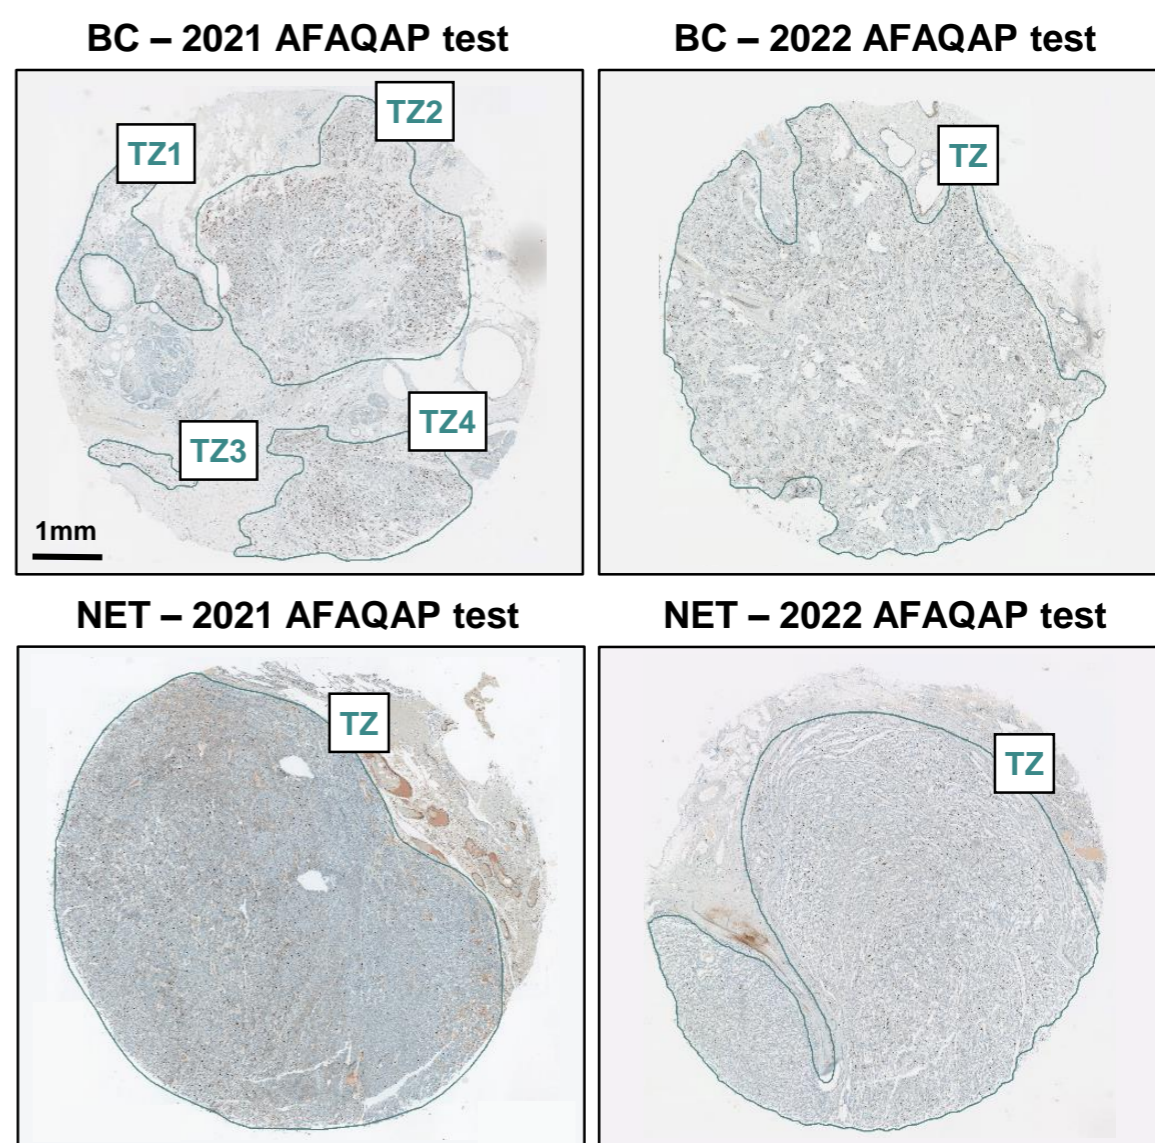 BC – 2021 AFAQAP test
BC – 2022 AFAQAP test
TZ1
TZ2
TZ3
TZ4
1mm
TZ
NET – 2021 AFAQAP test
NET – 2022 AFAQAP test
TZ
TZ